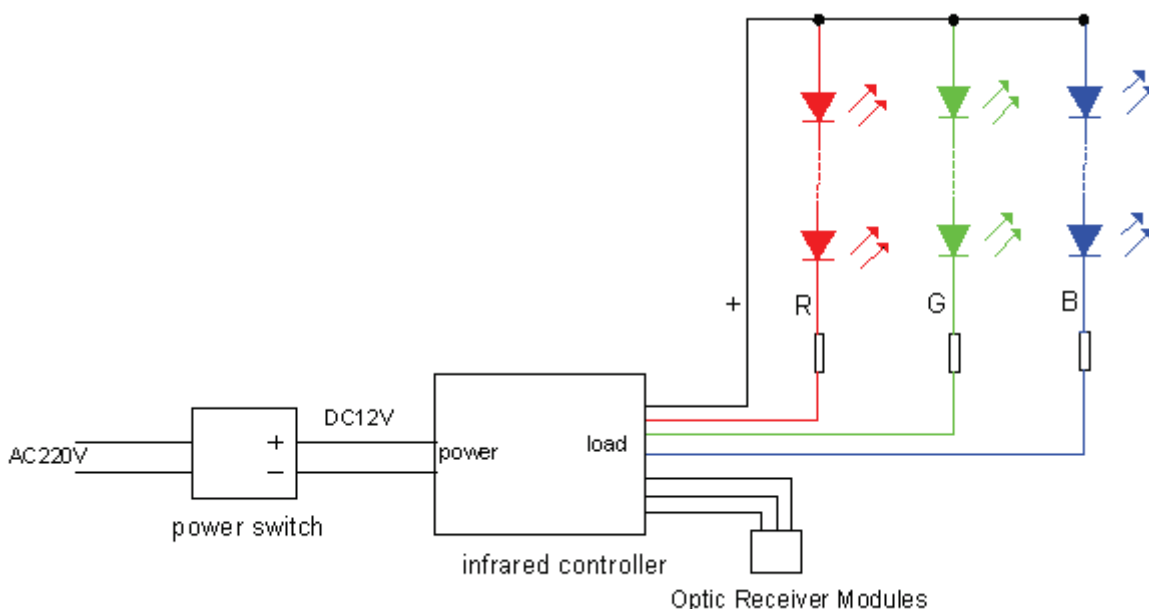 +
R
G
B
AC220V
+
−
DC12V
power
load
power switch
infrared controller
Optic Receiver Modules